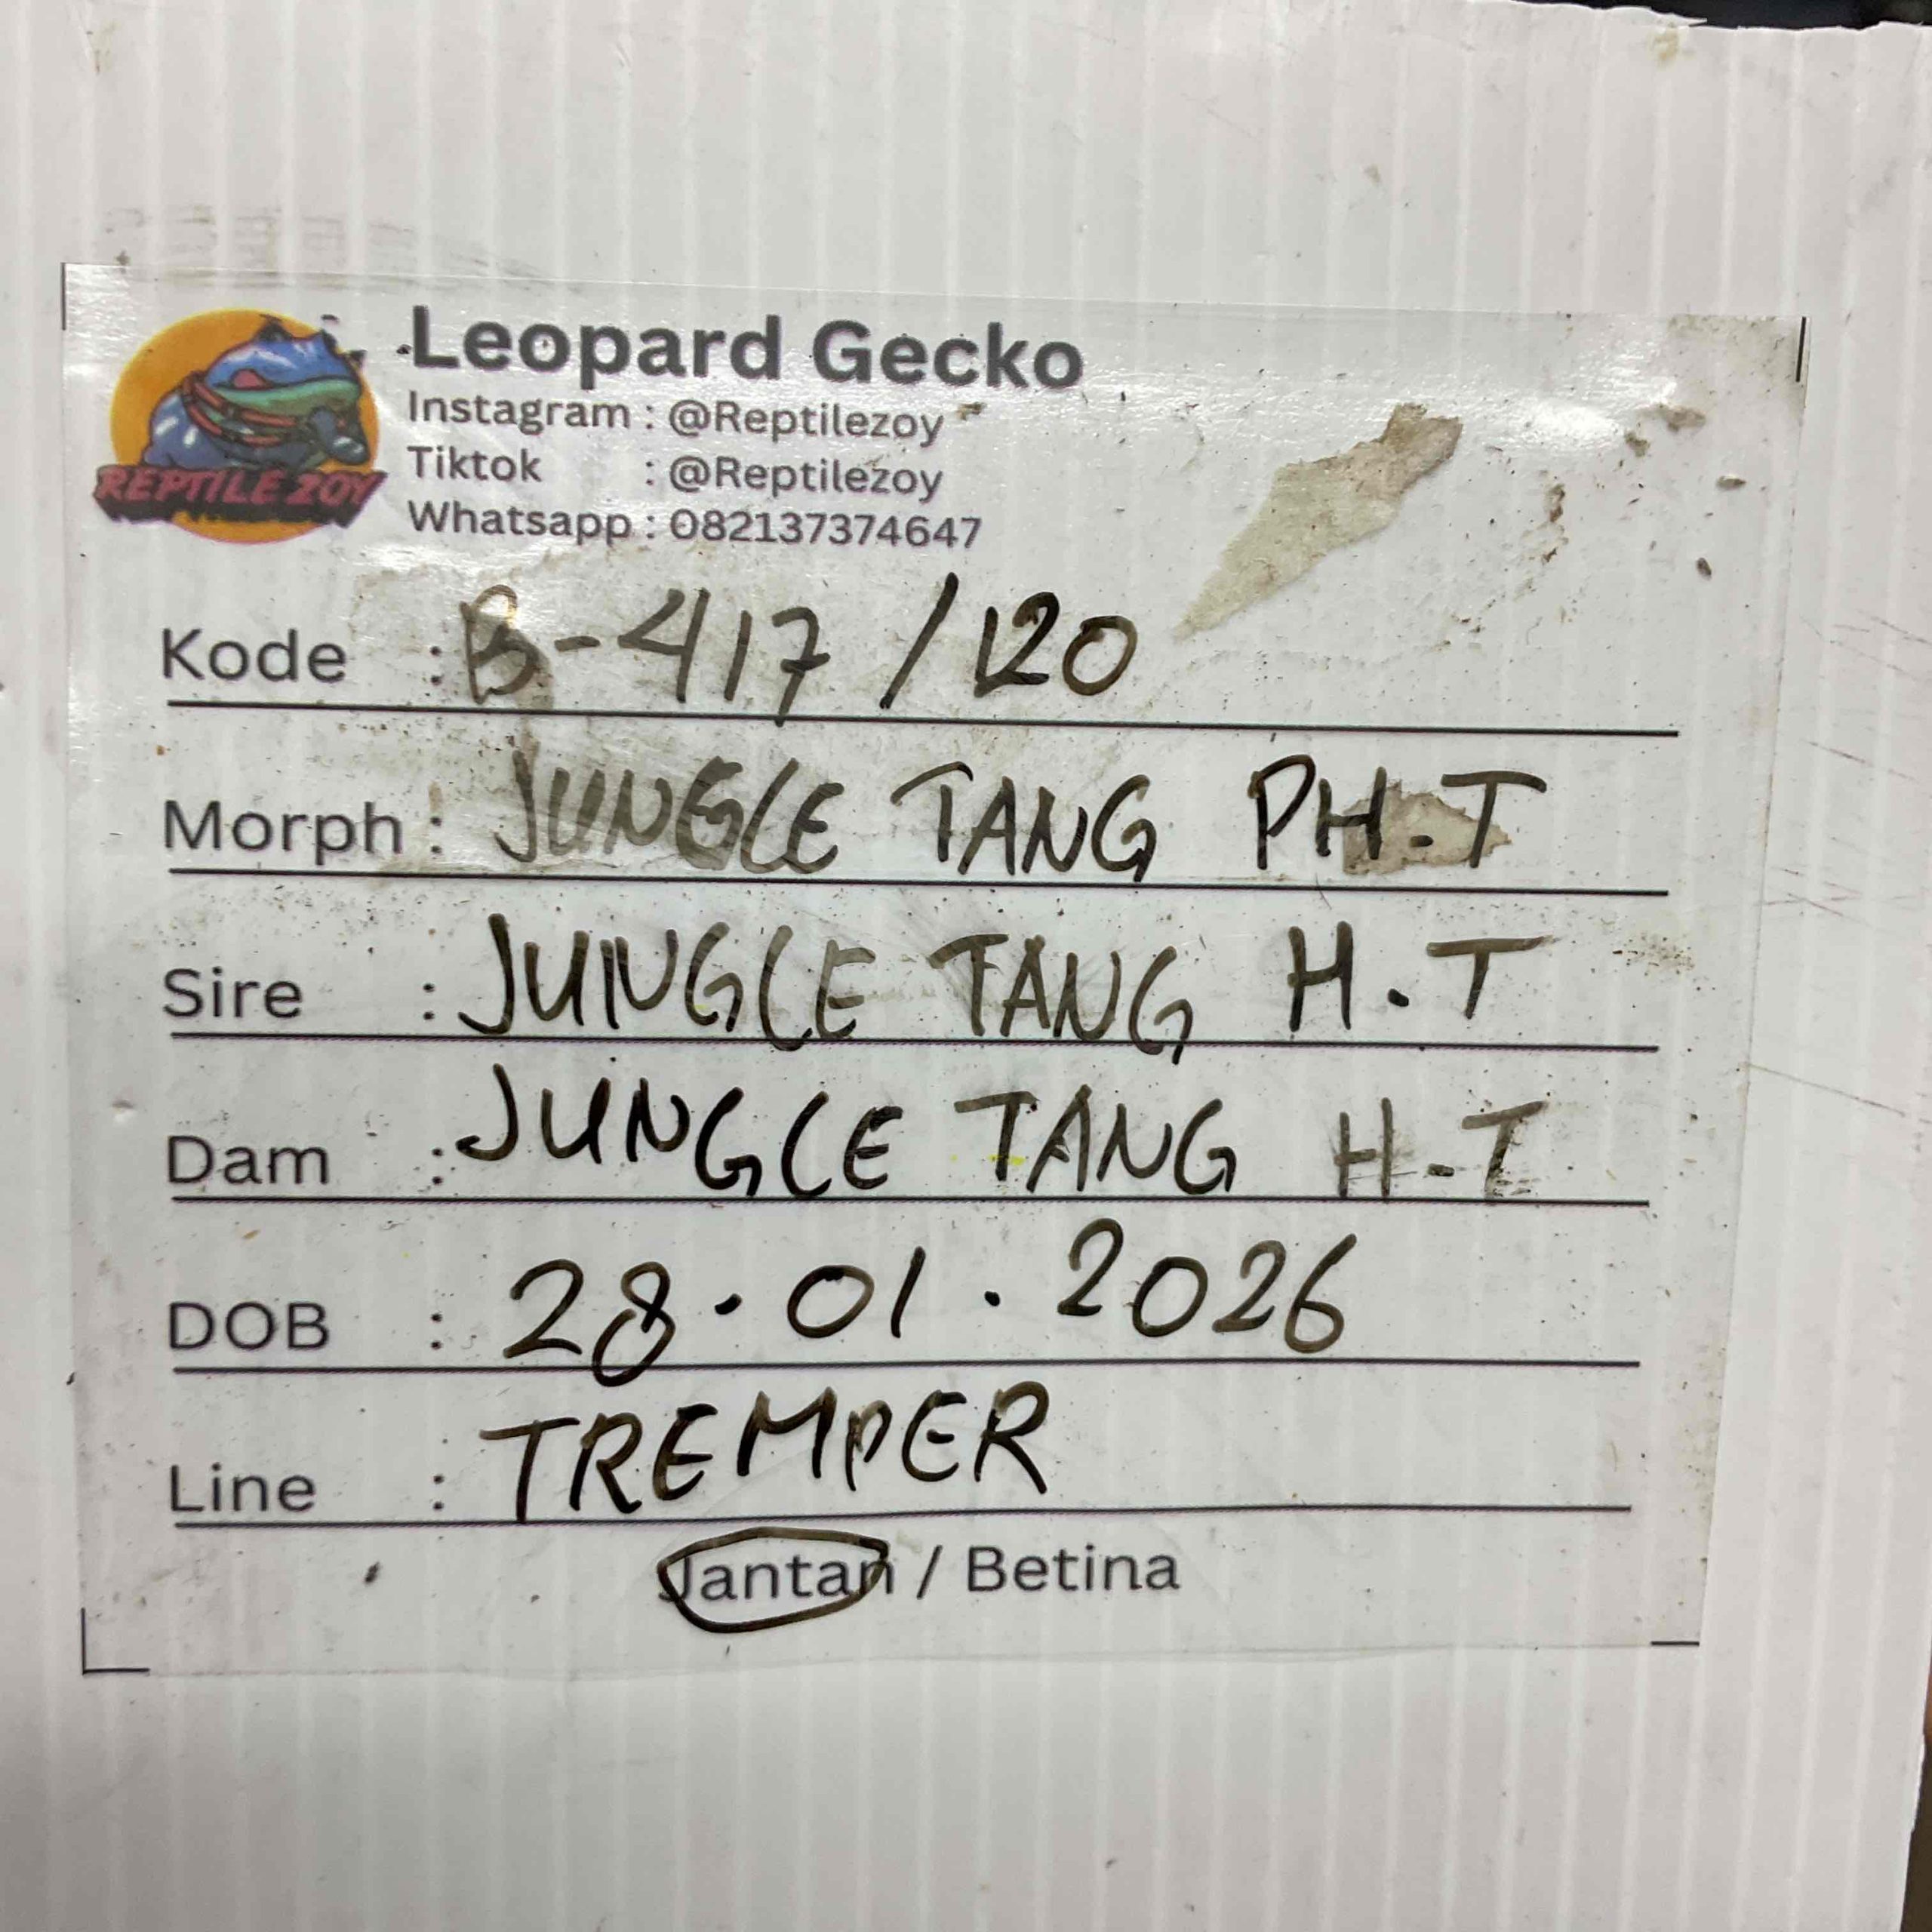 Leopard Gecko
Instagram : @Reptilezoy
Tiktok : @Reptilezoy
Whatsapp : 082137374647
REPTILE ZOY
Kode : B-417 / 120
Morph : JUNGLE TANG PH.T
Sire : JUNGLE TANG H.T
Dam : JUNGLE TANG H.T
DOB : 28.01.2026
Line : TREMPER
Jantan / Betina